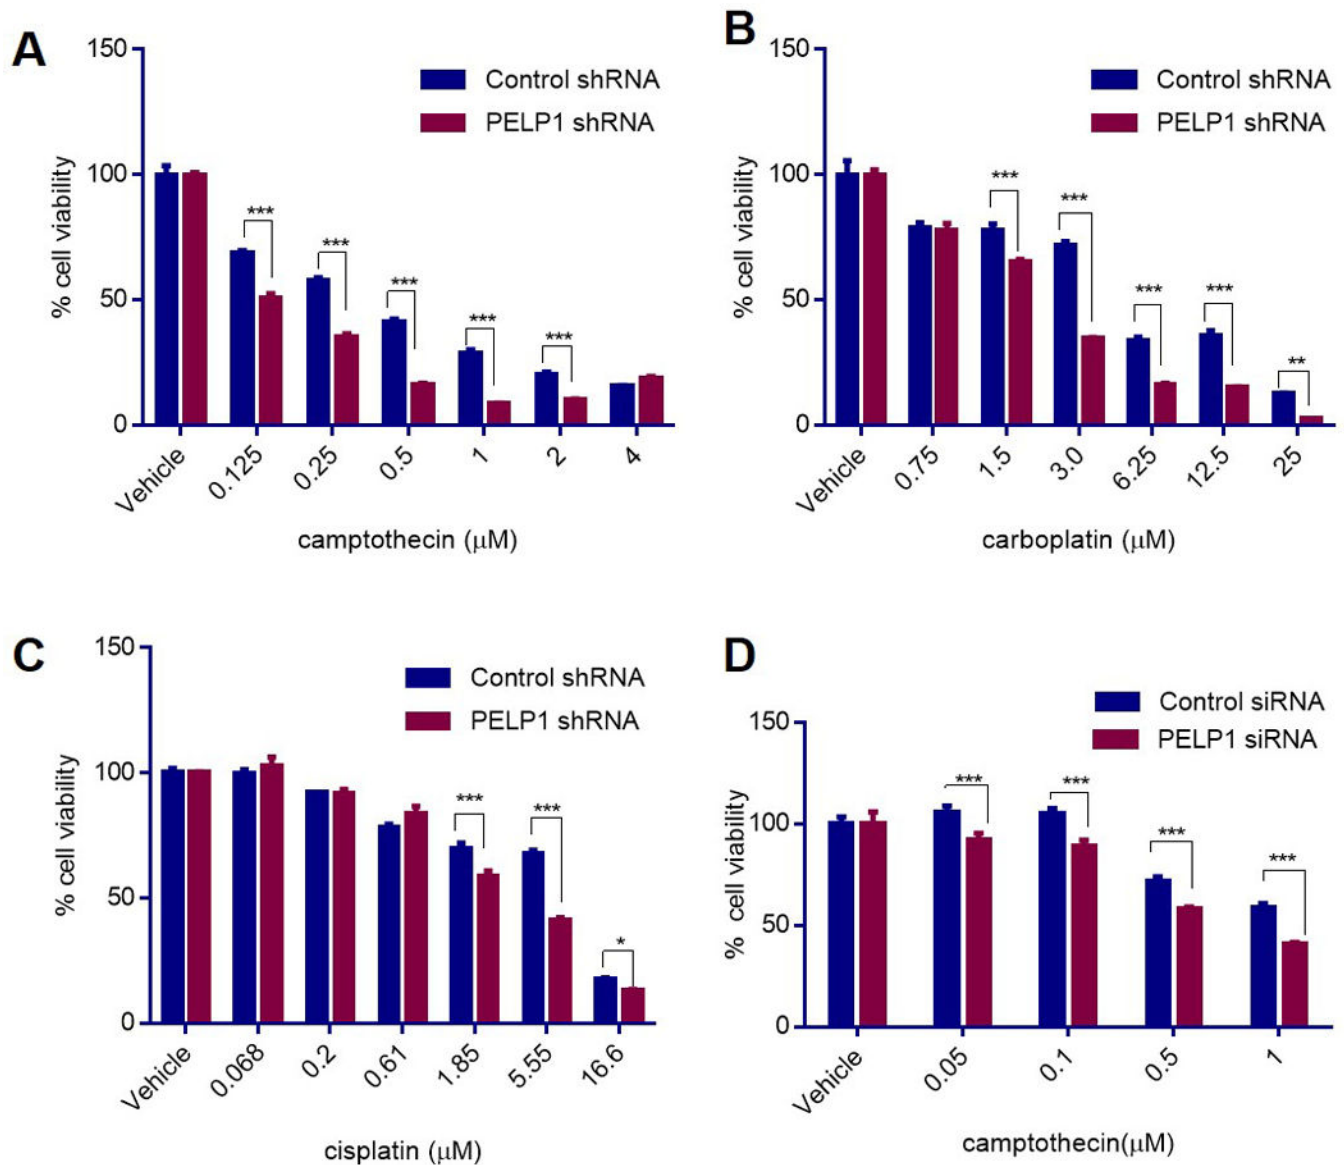 A
150
100
50
0
% cell viability
Control shRNA
PELP1 shRNA
***
***
***
***
***
Vehicle
0.125
0.25
0.5
1
2
4
camptothecin (μM)
B
150
100
50
0
% cell viability
Control shRNA
PELP1 shRNA
***
***
***
***
**
Vehicle
0.75
1.5
3.0
6.25
12.5
25
carboplatin (μM)
C
150
100
50
0
% cell viability
Control shRNA
PELP1 shRNA
***
***
*
Vehicle
0.068
0.2
0.61
1.85
5.55
16.6
cisplatin (μM)
D
150
100
50
0
% cell viability
Control siRNA
PELP1 siRNA
***
***
***
***
Vehicle
0.05
0.1
0.5
1
camptothecin(μM)